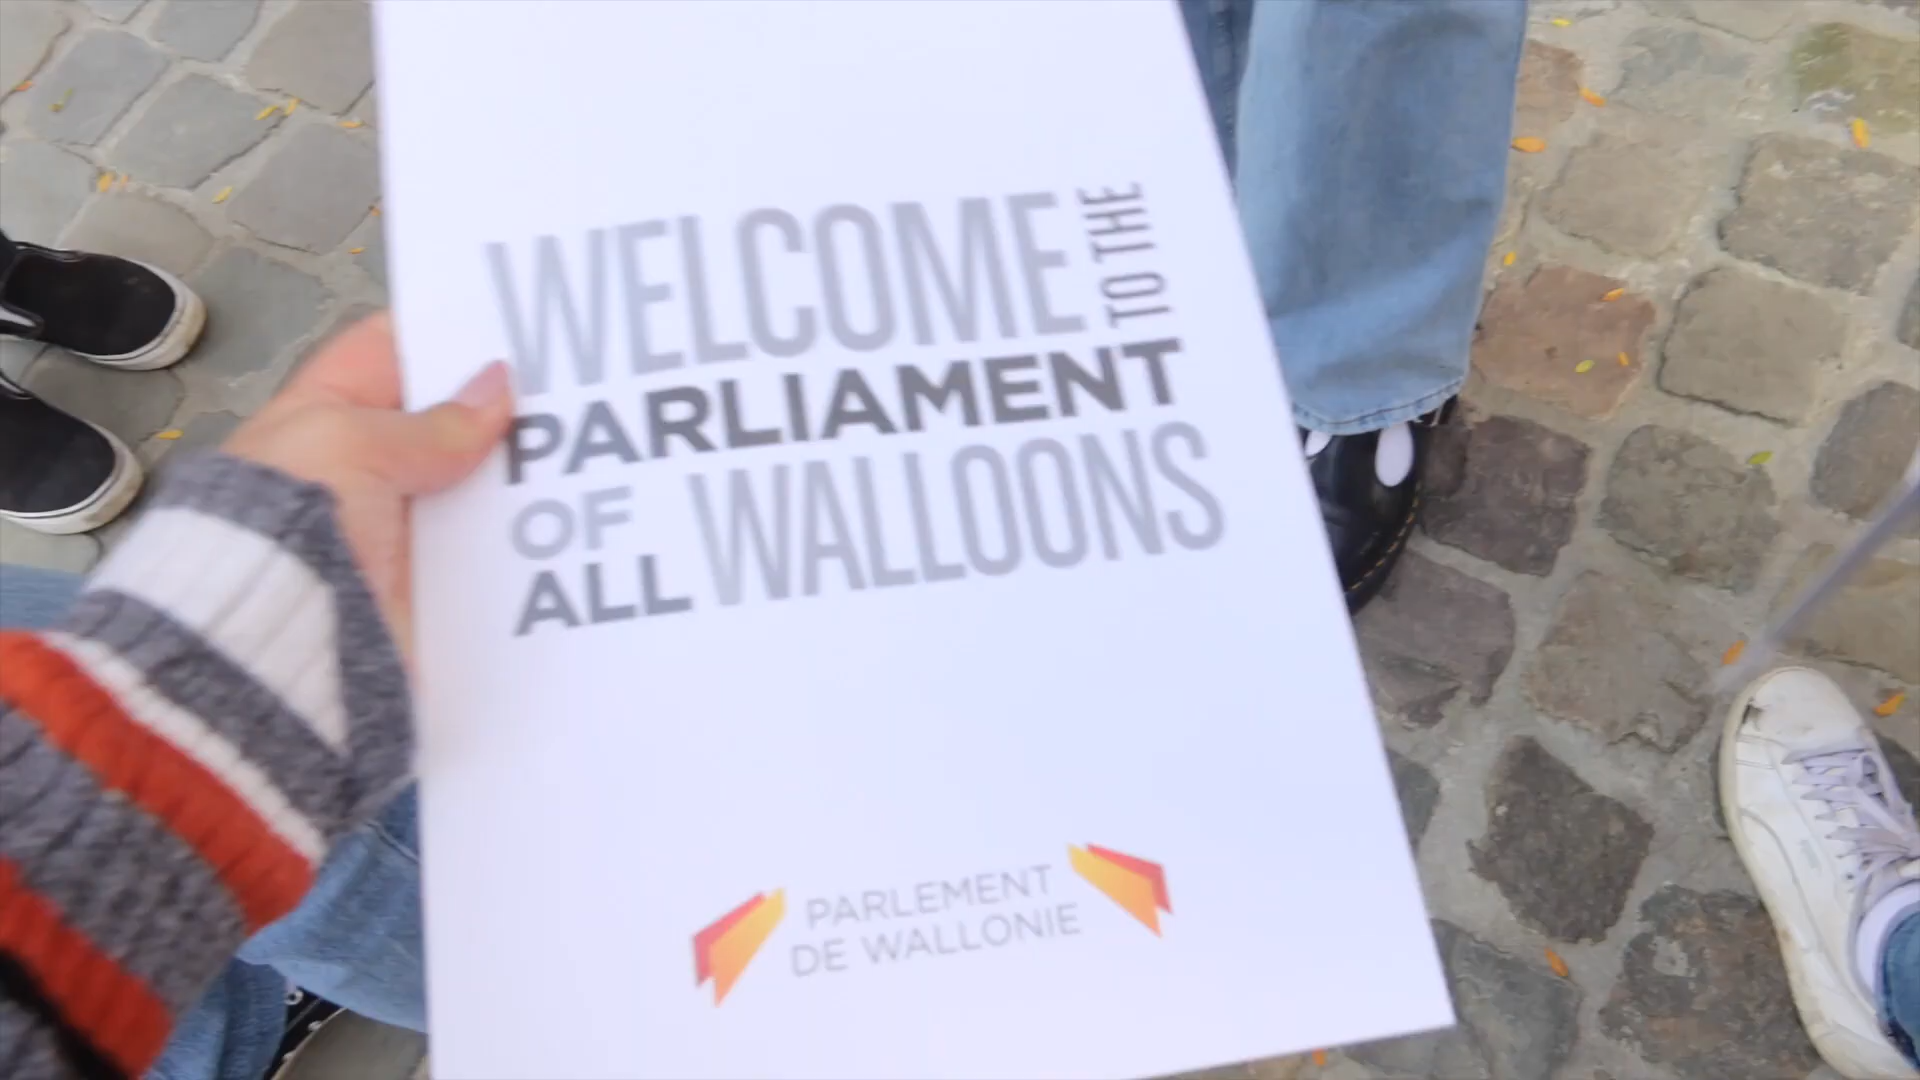 WELCOME TO THE
PARLIAMENT
OF
ALL WALLOONS
PARLEMENT
DE WALLONIE